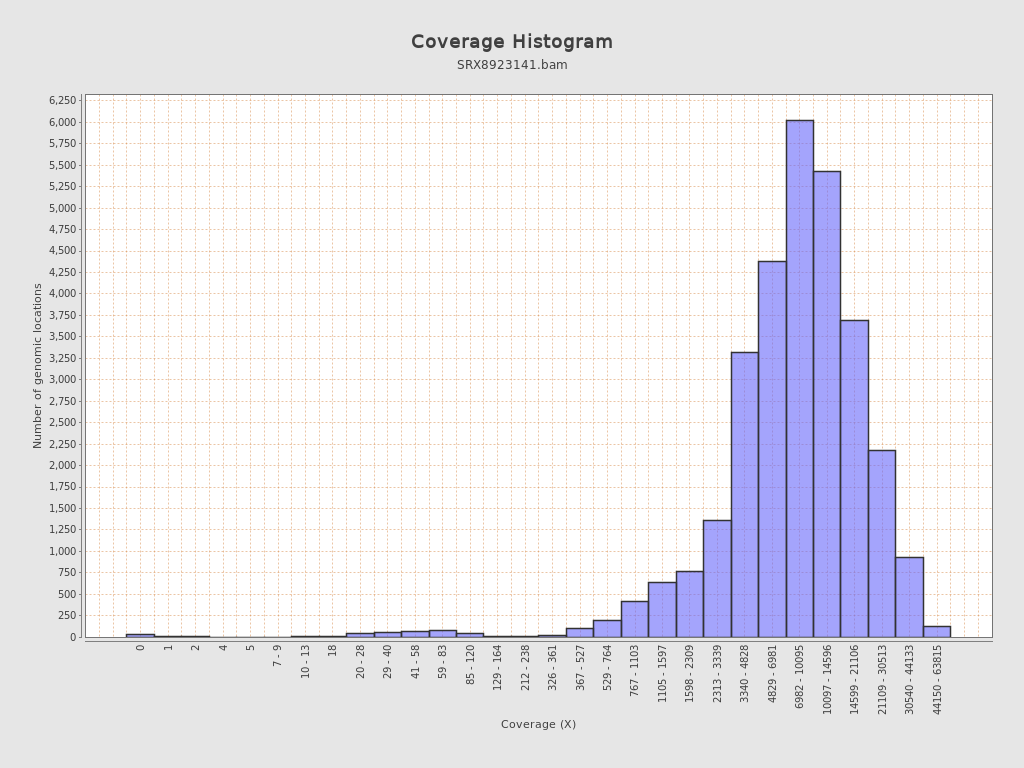 Coverage Histogram
SRX8923141.bam
6,250
6,000
5,750
5,500
5,250
5,000
4,750
4,500
4,250
4,000
3,750
3,500
3,250
3,000
2,750
2,500
2,250
2,000
1,750
1,500
1,250
1,000
750
500
250
0
Number of genomic locations
0
1
2
4
5
7 - 9
10 - 13
18
20 - 28
29 - 40
41 - 58
59 - 83
85 - 120
129 - 164
212 - 238
326 - 361
367 - 527
529 - 764
767 - 1103
1105 - 1597
1598 - 2309
2313 - 3339
3340 - 4828
4829 - 6981
6982 - 10095
10097 - 14596
14599 - 21106
21109 - 30513
30540 - 44133
44150 - 63815
Coverage (X)